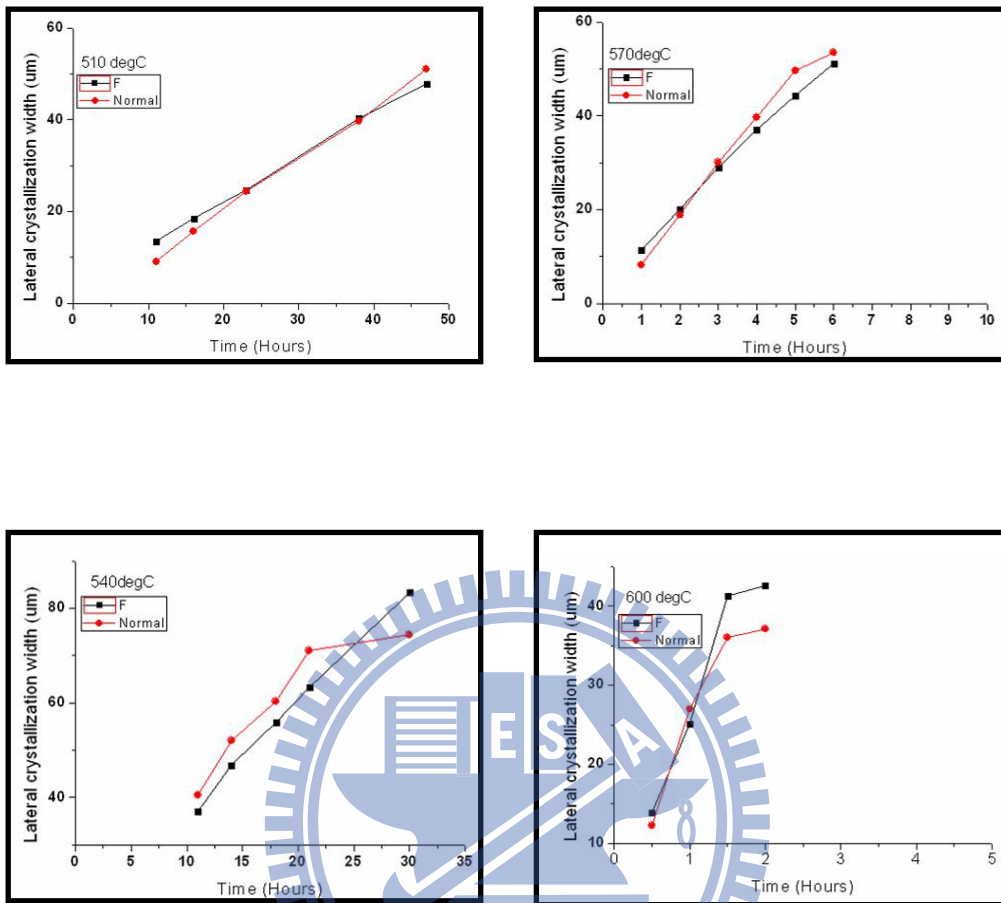 510 degC
F
Normal
Lateral crystallization width (um)
60
40
20
0
0 10 20 30 40 50
Time (Hours)
570degC
F
Normal
Lateral crystallization width (um)
60
40
20
0
0 1 2 3 4 5 6 7 8 9 10
Time (Hours)
540degC
F
Normal
Lateral crystallization width (um)
80
60
40
0 5 10 15 20 25 30 35
Time (Hours)
600 degC
F
Normal
Lateral crystallization width (um)
40
30
20
10
0 1 2 3 4 5
Time (Hours)
E S A
8